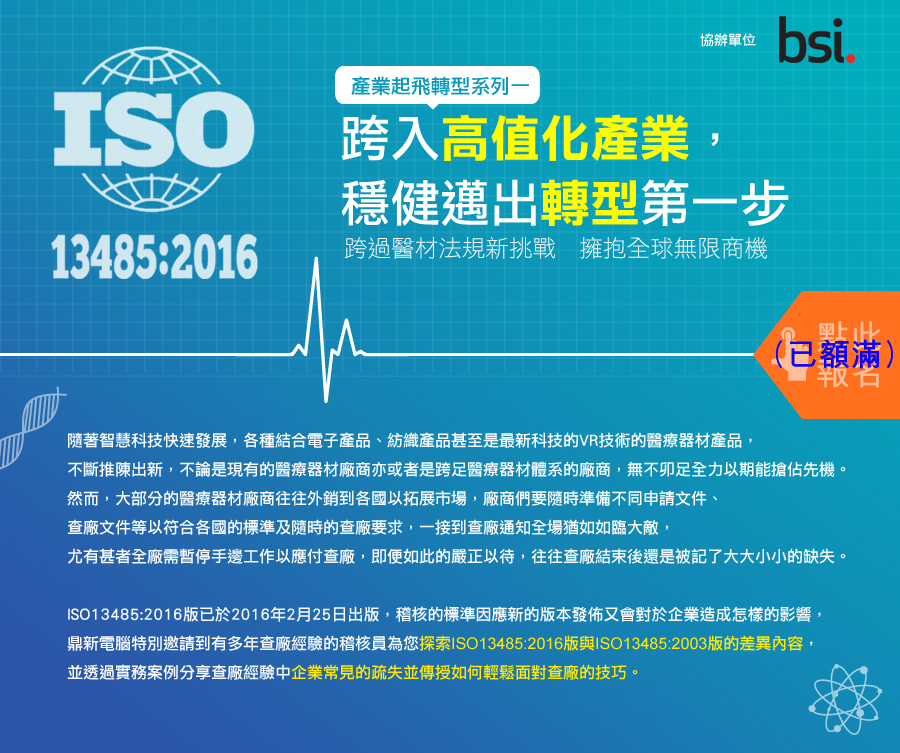 協辦單位 bsi.
ISO
13485:2016
產業起飛轉型系列一
跨入高值化產業，
穩健邁出轉型第一步
跨過醫材法規新挑戰　擁抱全球無限商機
點此
(已額滿)
報名
隨著智慧科技快速發展，各種結合電子產品、紡織產品甚至是最新科技的VR技術的醫療器材產品，
不斷推陳出新，不論是現有的醫療器材廠商亦或者是跨足醫療器材體系的廠商，無不卯足全力以期能搶佔先機。
然而，大部分的醫療器材廠商往往外銷到各國以拓展市場，廠商們要隨時準備不同申請文件、
查廠文件等以符合各國的標準及隨時的查廠要求，一接到查廠通知全場猶如如臨大敵，
尤有甚者全廠需暫停手邊工作以應付查廠，即便如此的嚴正以待，往往查廠結束後還是被記了大大小小的缺失。
ISO13485:2016版已於2016年2月25日出版，稽核的標準因應新的版本發佈又會對於企業造成怎樣的影響，
鼎新電腦特別邀請到有多年查廠經驗的稽核員為您探索ISO13485:2016版與ISO13485:2003版的差異內容，
並透過實務案例分享查廠經驗中企業常見的疏失並傳授如何輕鬆面對查廠的技巧。